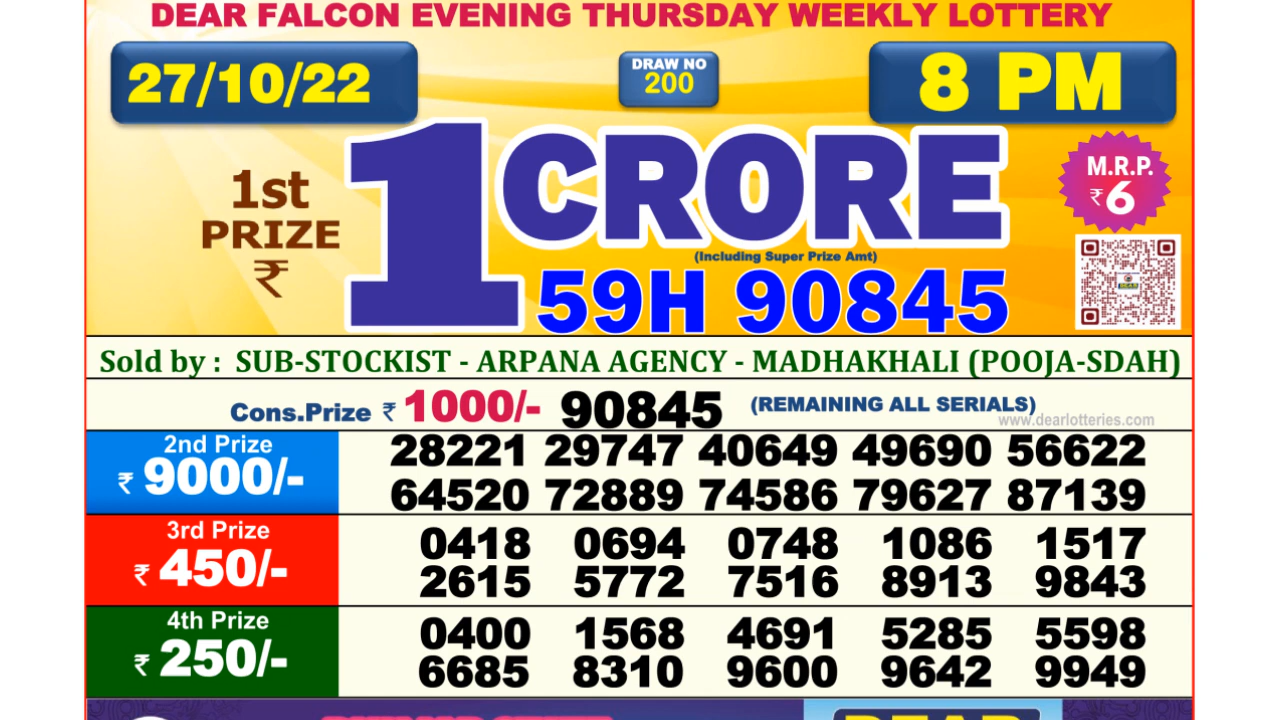 DEAR FALCON EVENING THURSDAY WEEKLY LOTTERY
27/10/22
DRAW NO
200
8 PM
1st
PRIZE
₹
1 CRORE
M.R.P.
₹6
(Including Super Prize Amt)
59H 90845
Sold by : SUB-STOCKIST - ARPANA AGENCY - MADHAKHALI (POOJA-SDAH)
Cons.Prize ₹ 1000/- 90845 (REMAINING ALL SERIALS)
www.dearlotteries.com
2nd Prize
₹ 9000/-
28221 29747 40649 49690 56622
64520 72889 74586 79627 87139
3rd Prize
₹ 450/-
0418 0694 0748 1086 1517
2615 5772 7516 8913 9843
4th Prize
₹ 250/-
0400 1568 4691 5285 5598
6685 8310 9600 9642 9949
DEAR